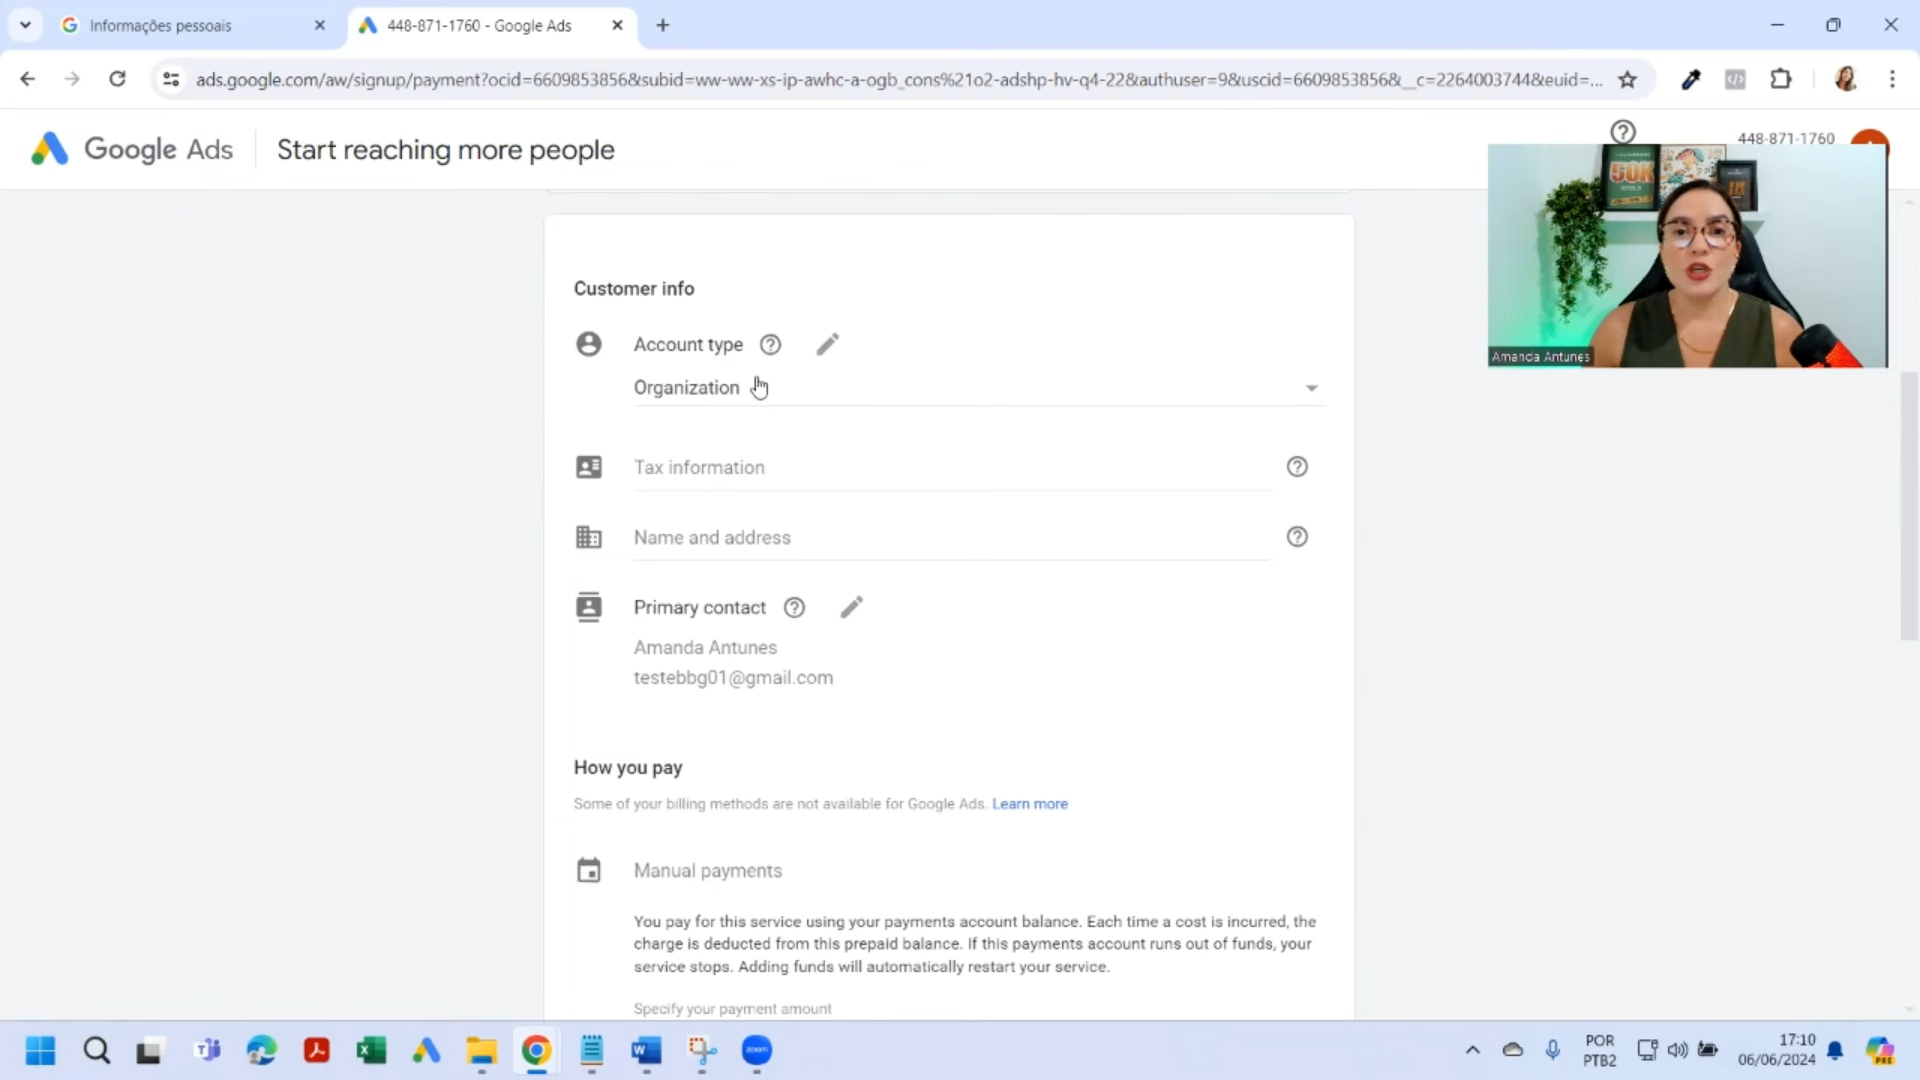 Informações pessoais
448-871-1760 - Google Ads
ads.google.com/aw/signup/payment?ocid=6609853856&subid=ww-ww-xs-ip-awhc-a-ogb_cons%21o2-adshp-hv-q4-22&authuser=9&uscid=6609853856&__c=2264003744&euid=...
Google Ads
Start reaching more people
448-871-1760
50K
Amanda Antunes
Customer info
Account type
Organization
Tax information
Name and address
Primary contact
Amanda Antunes
testebbg01@gmail.com
How you pay
Some of your billing methods are not available for Google Ads. Learn more
Manual payments
You pay for this service using your payments account balance. Each time a cost is incurred, the
charge is deducted from this prepaid balance. If this payments account runs out of funds, your
service stops. Adding funds will automatically restart your service.
Specify your payment amount
zoom
POR
PTB2
17:10
06/06/2024
PRE